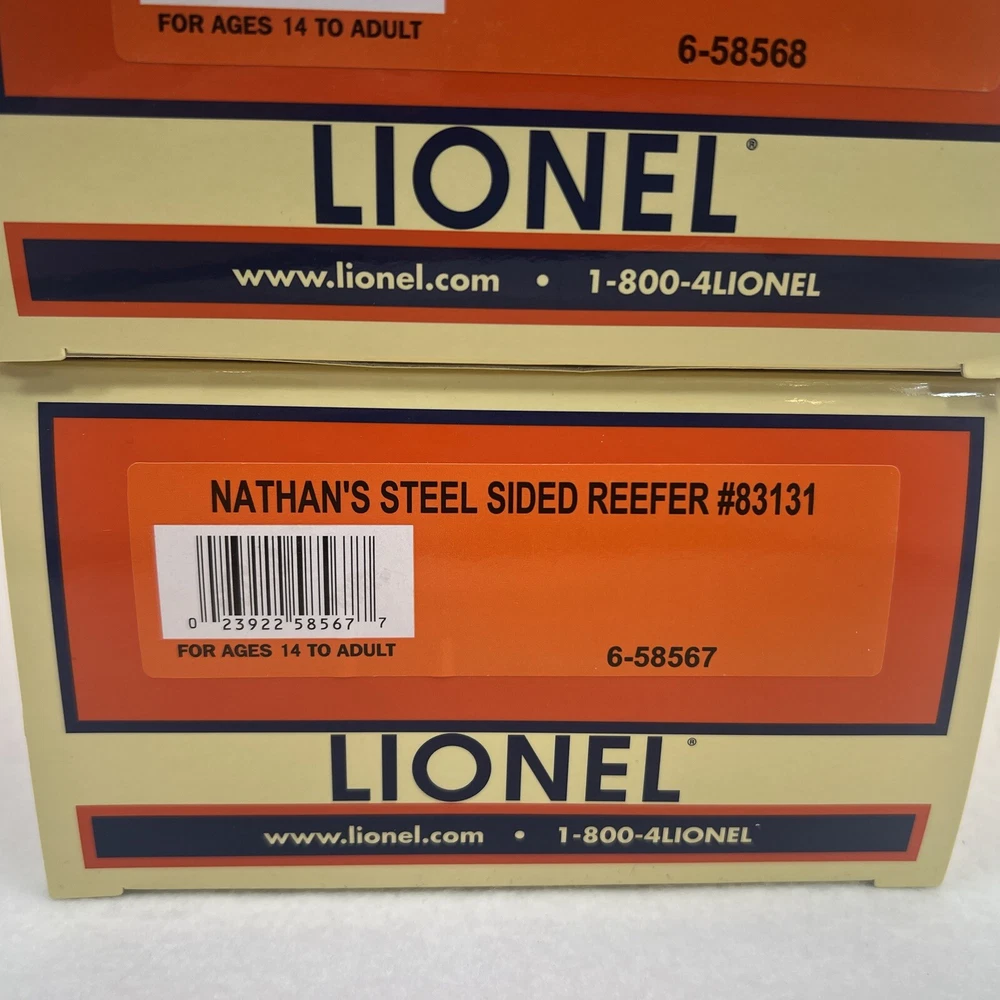 FOR AGES 14 TO ADULT
6-58568
LIONEL®
www.lionel.com • 1-800-4LIONEL
NATHAN'S STEEL SIDED REEFER #83131
0 23922 58567 7
FOR AGES 14 TO ADULT
6-58567
LIONEL®
www.lionel.com • 1-800-4LIONEL